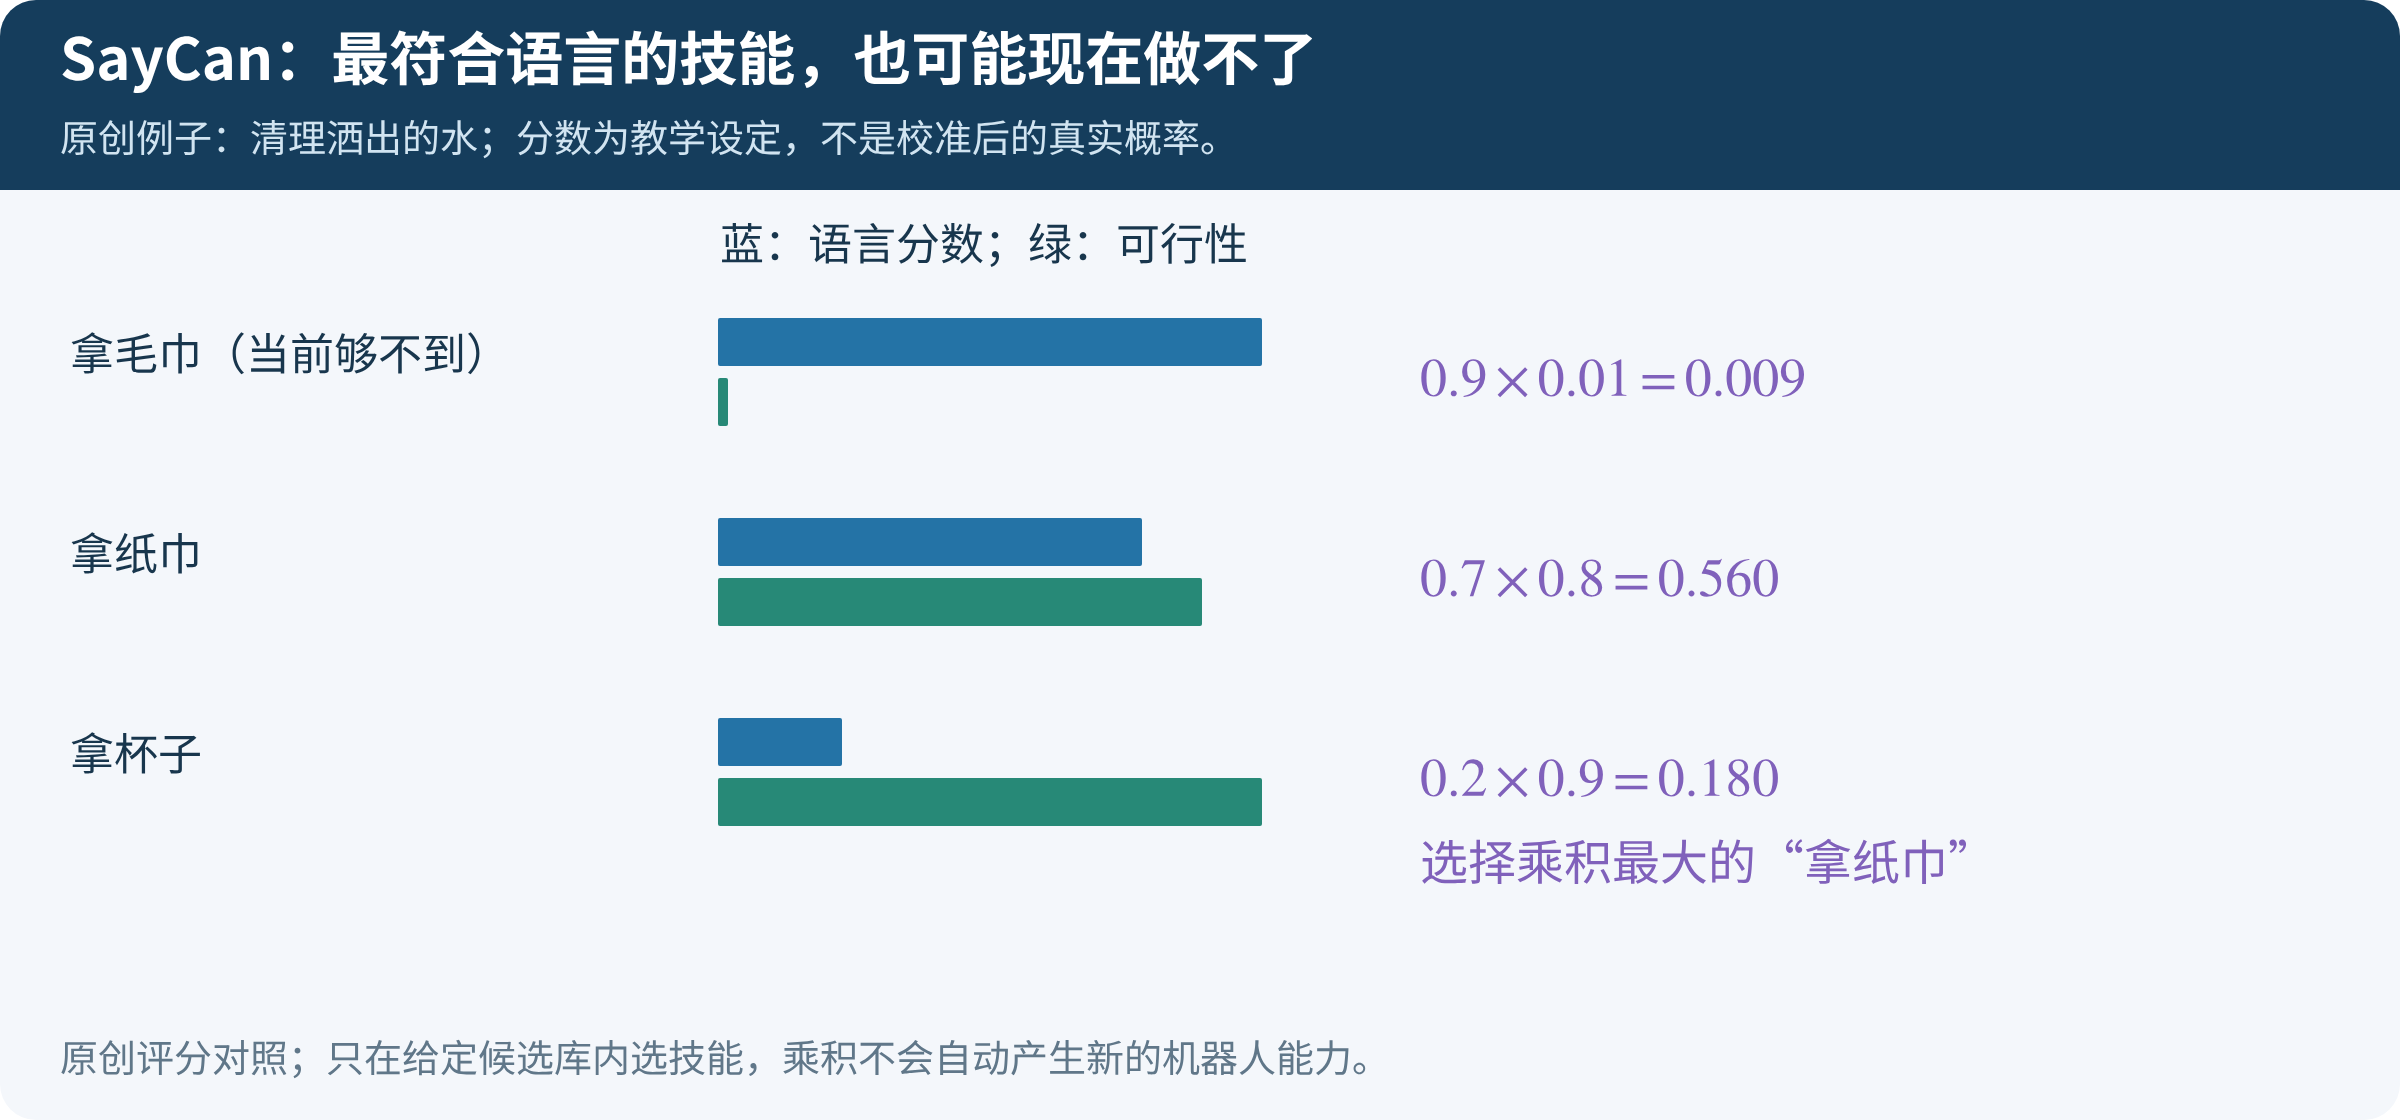 SayCan：最符合语言的技能，也可能现在做不了
原创例子：清理洒出的水；分数为教学设定，不是校准后的真实概率。
蓝：语言分数；绿：可行性
拿毛巾（当前够不到）
0.9×0.01=0.009
拿纸巾
0.7×0.8=0.560
拿杯子
0.2×0.9=0.180
选择乘积最大的“拿纸巾”
原创评分对照；只在给定候选库内选技能，乘积不会自动产生新的机器人能力。